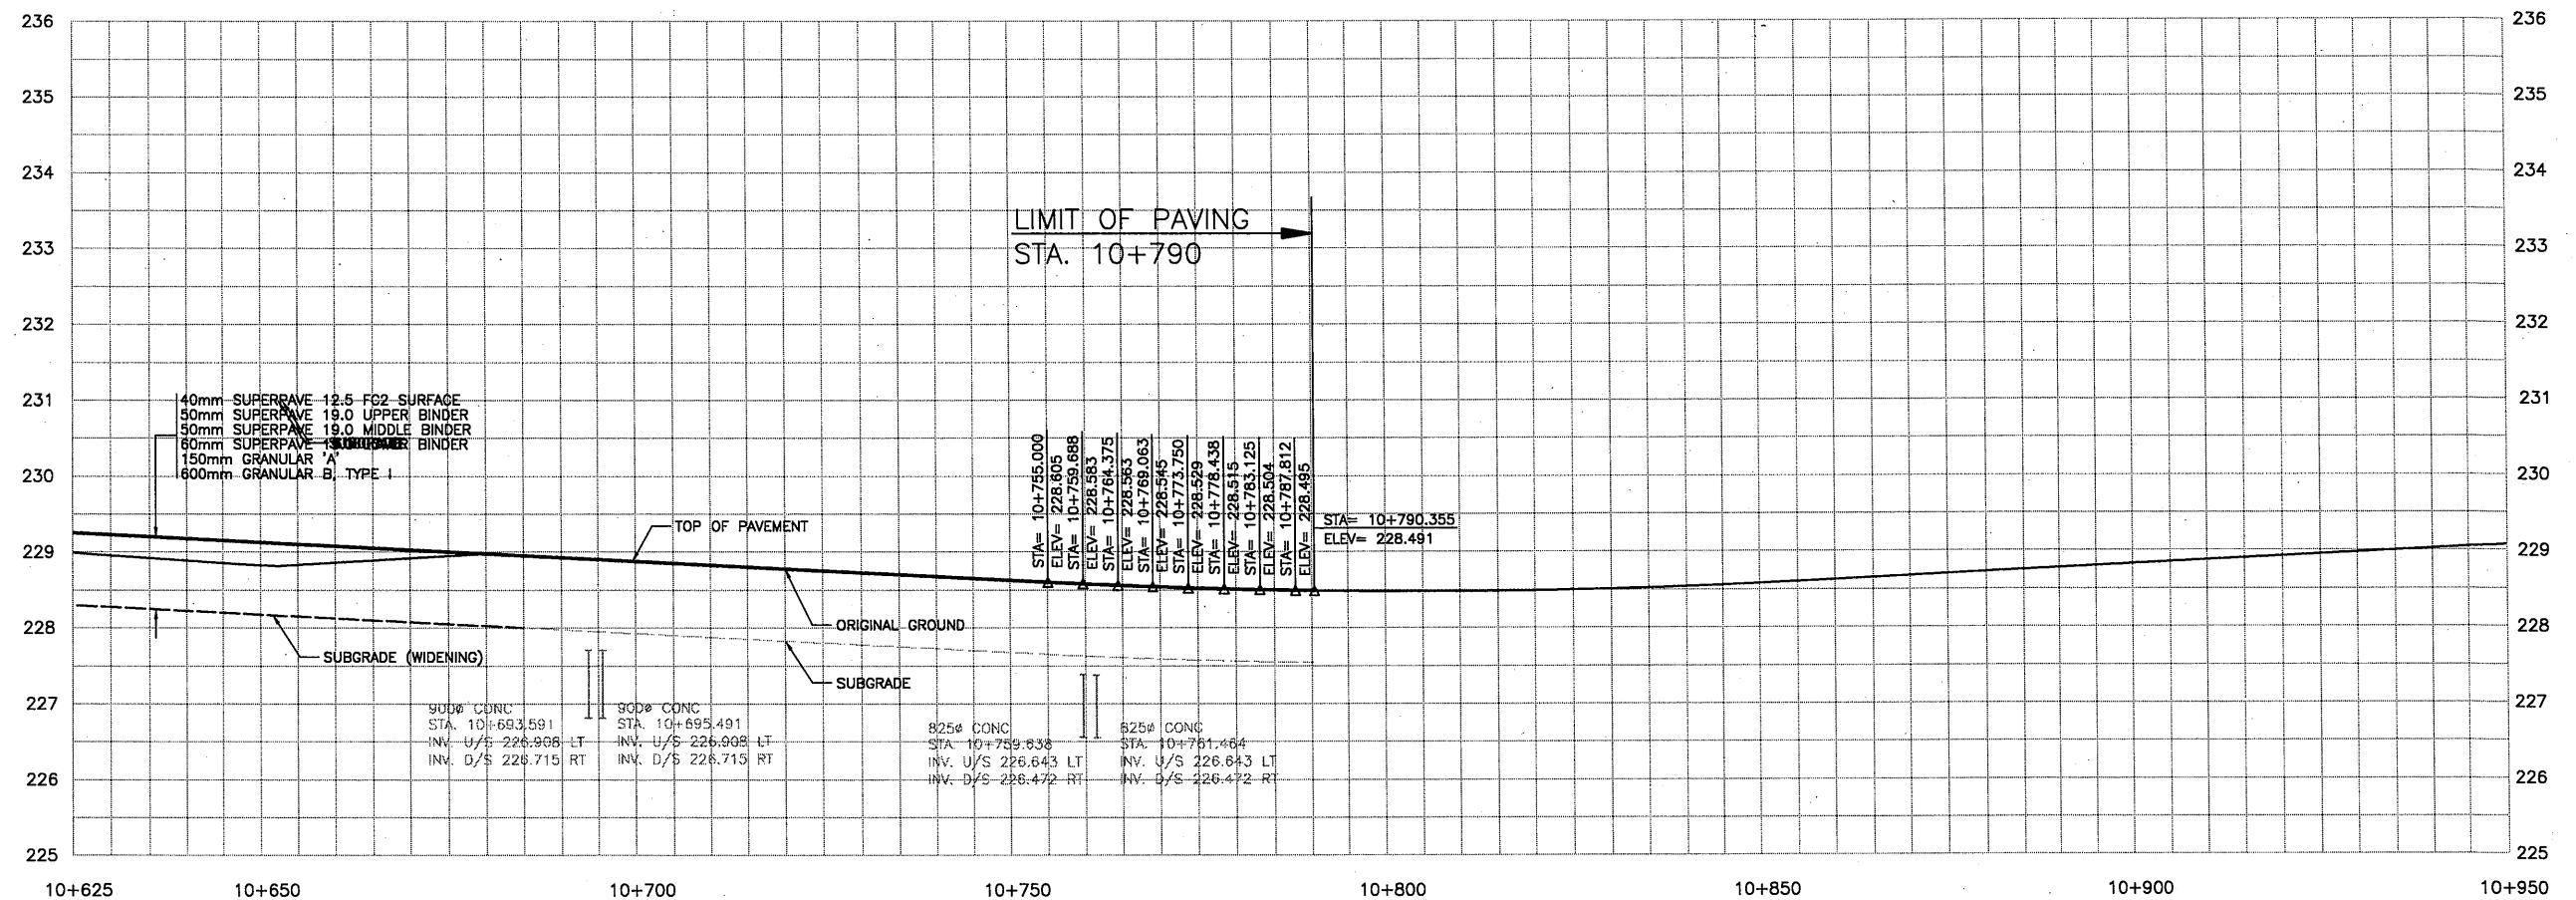 236
236
235
235
234
234
LIMIT OF PAVING
STA. 10+790
233
233
232
232
231
231
40mm SUPERPAVE 12.5 FC2 SURFACE
50mm SUPERPAVE 19.0 UPPER BINDER
50mm SUPERPAVE 19.0 MIDDLE BINDER
60mm SUPERPAVE BINDER
150mm GRANULAR 'A'
600mm GRANULAR B, TYPE I
230
230
STA= 10+755.000
ELEV= 228.605
STA= 10+759.688
ELEV= 228.583
STA= 10+764.375
ELEV= 228.563
STA= 10+769.063
ELEV= 228.545
STA= 10+773.750
ELEV= 228.529
STA= 10+778.438
ELEV= 228.515
STA= 10+783.125
ELEV= 228.504
STA= 10+787.812
ELEV= 228.495
STA= 10+790.355
ELEV= 228.491
TOP OF PAVEMENT
229
229
ORIGINAL GROUND
228
228
SUBGRADE (WIDENING)
SUBGRADE
227
227
900ø CONC
STA. 10+693.591
INV. U/S 226.908 LT
INV. D/S 226.715 RT
900ø CONC
STA. 10+695.491
INV. U/S 226.908 LT
INV. D/S 226.715 RT
825ø CONC
STA. 10+759.638
INV. U/S 226.643 LT
INV. D/S 226.472 RT
825ø CONC
STA. 10+761.464
INV. U/S 226.643 LT
INV. D/S 226.472 RT
226
226
225
225
10+625
10+650
10+700
10+750
10+800
10+850
10+900
10+950